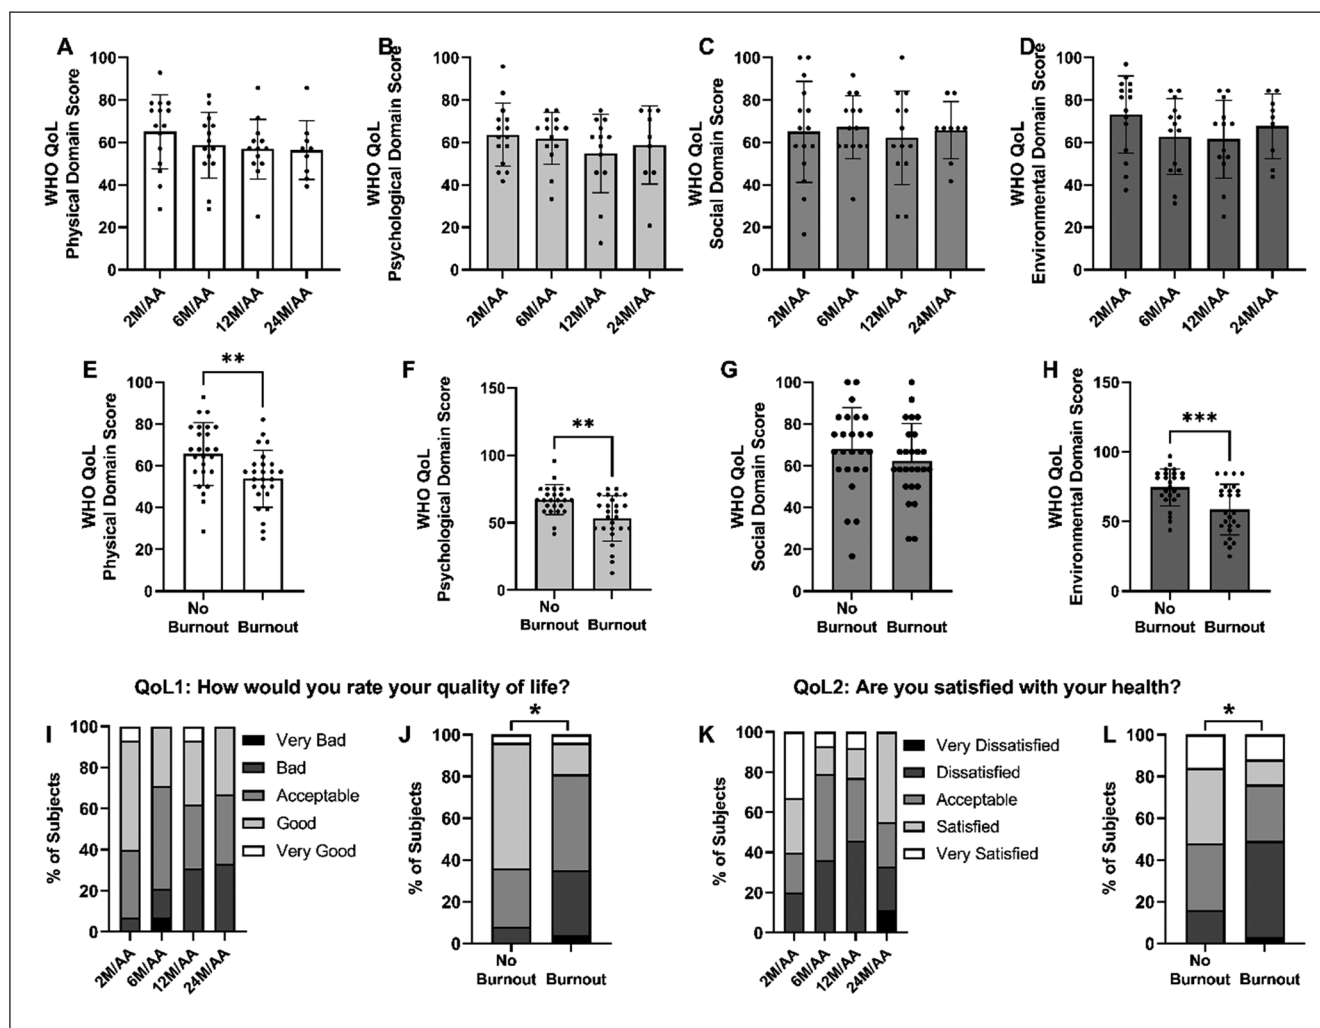 A
WHO QoL
Physical Domain Score
100
80
60
40
20
0
2M/AA
6M/AA
12M/AA
24M/AA
B
WHO QoL
Psychological Domain Score
100
80
60
40
20
0
2M/AA
6M/AA
12M/AA
24M/AA
C
WHO QoL
Social Domain Score
100
80
60
40
20
0
2M/AA
6M/AA
12M/AA
24M/AA
D
WHO QoL
Environmental Domain Score
100
80
60
40
20
0
2M/AA
6M/AA
12M/AA
24M/AA
E
**
WHO QoL
Physical Domain Score
100
80
60
40
20
0
No
Burnout Burnout
F
**
WHO QoL
Psychological Domain Score
150
100
50
0
No
Burnout Burnout
G
WHO QoL
Social Domain Score
100
80
60
40
20
0
No
Burnout Burnout
H
***
WHO QoL
Environmental Domain Score
150
100
50
0
No
Burnout Burnout
QoL1: How would you rate your quality of life?
I
% of Subjects
100
80
60
40
20
0
2M/AA
6M/AA
12M/AA
24M/AA
Very Bad
Bad
Acceptable
Good
Very Good
J
*
% of Subjects
100
80
60
40
20
0
No
Burnout Burnout
QoL2: Are you satisfied with your health?
K
% of Subjects
100
80
60
40
20
0
2M/AA
6M/AA
12M/AA
24M/AA
Very Dissatisfied
Dissatisfied
Acceptable
Satisfied
Very Satisfied
L
*
% of Subjects
100
80
60
40
20
0
No
Burnout Burnout